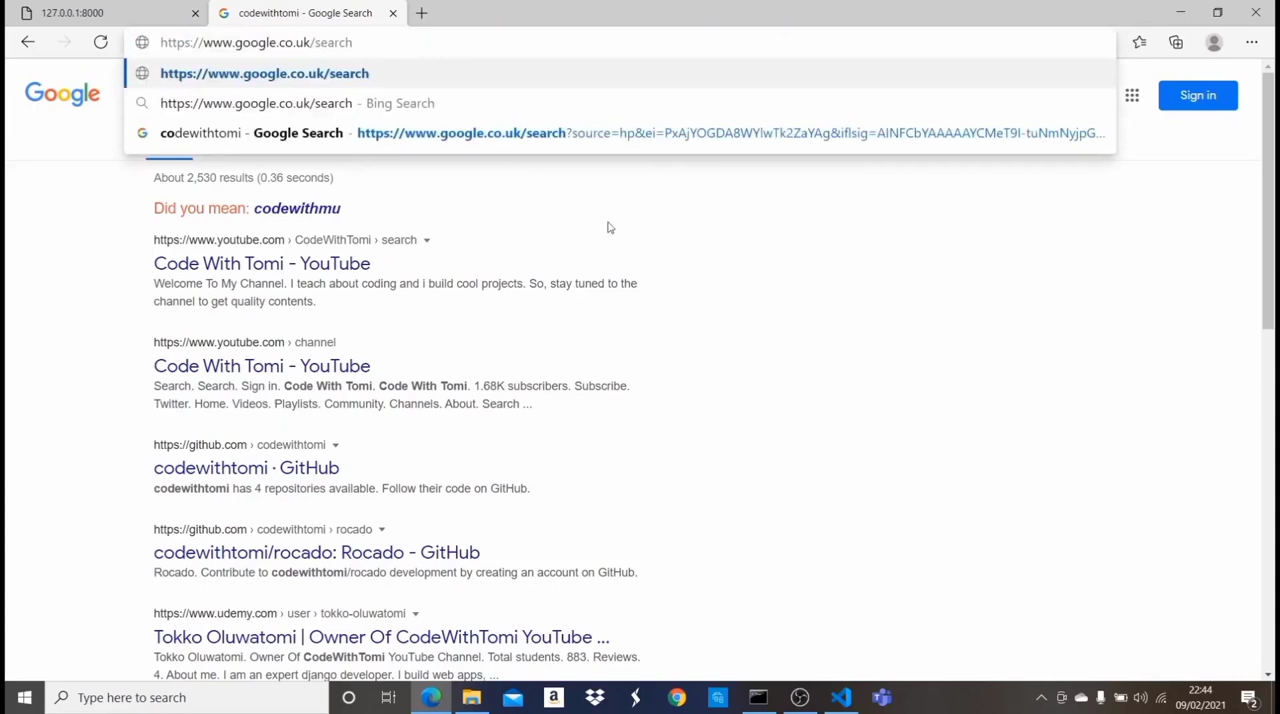 127.0.0.1:8000
codewithtomi - Google Search
https://www.google.co.uk/search
https://www.google.co.uk/search
https://www.google.co.uk/search - Bing Search
codewithtomi - Google Search - https://www.google.co.uk/search?source=hp&ei=PxAjYOGDA8WYlwTk2ZaYAg&iflsig=AINFCbYAAAAAYCMeT9I-tuNmNyjpG...
Google
Sign in
About 2,530 results (0.36 seconds)
Did you mean: codewithmu
https://www.youtube.com › CodeWithTomi › search
Code With Tomi - YouTube
Welcome To My Channel. I teach about coding and i build cool projects. So, stay tuned to the
channel to get quality contents.
https://www.youtube.com › channel
Code With Tomi - YouTube
Search. Search. Sign in. Code With Tomi. Code With Tomi. 1.68K subscribers. Subscribe.
Twitter. Home. Videos. Playlists. Community. Channels. About. Search ...
https://github.com › codewithtomi
codewithtomi · GitHub
codewithtomi has 4 repositories available. Follow their code on GitHub.
https://github.com › codewithtomi › rocado
codewithtomi/rocado: Rocado - GitHub
Rocado. Contribute to codewithtomi/rocado development by creating an account on GitHub.
https://www.udemy.com › user › tokko-oluwatomi
Tokko Oluwatomi | Owner Of CodeWithTomi YouTube ...
Tokko Oluwatomi. Owner Of CodeWithTomi YouTube Channel. Total students. 883. Reviews.
4. About me. I am an expert django developer. I build web apps, ...
Type here to search
22:44
09/02/2021
2